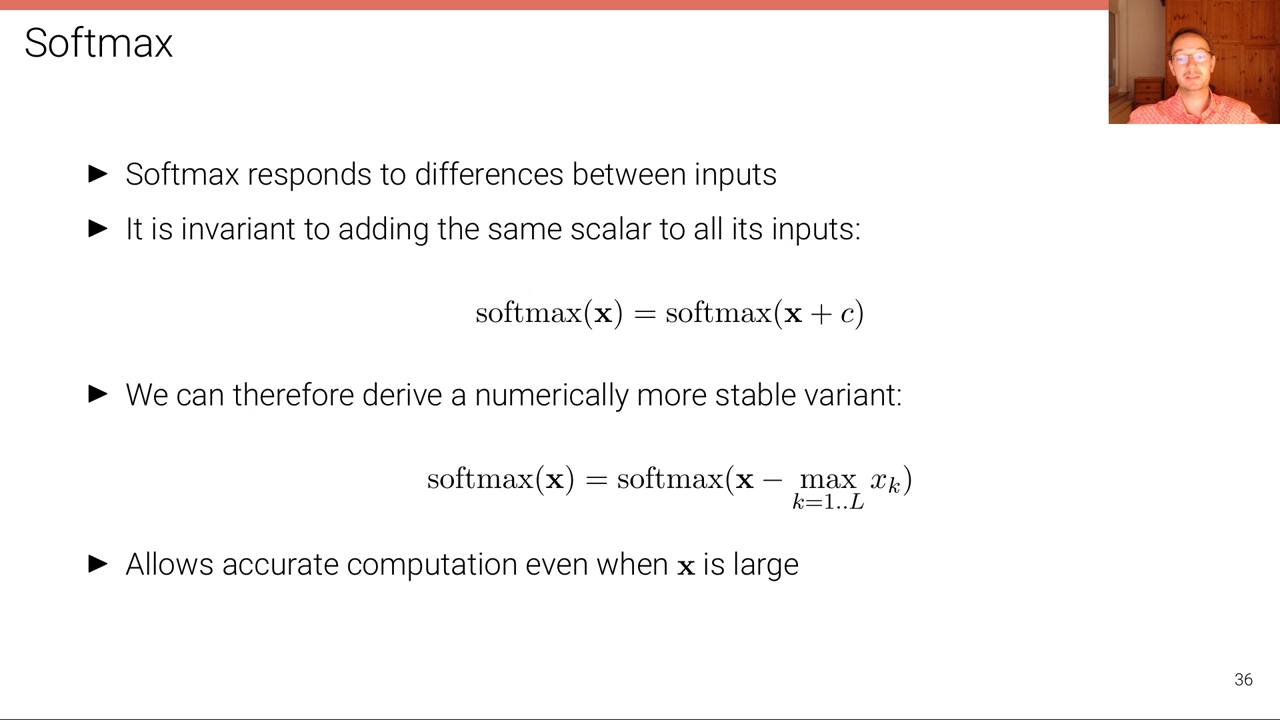 Softmax
▶ Softmax responds to differences between inputs
▶ It is invariant to adding the same scalar to all its inputs:
softmax(𝐱) = softmax(𝐱 + c)
▶ We can therefore derive a numerically more stable variant:
softmax(𝐱) = softmax(𝐱 − max x_k)
k=1..L
▶ Allows accurate computation even when 𝐱 is large
36